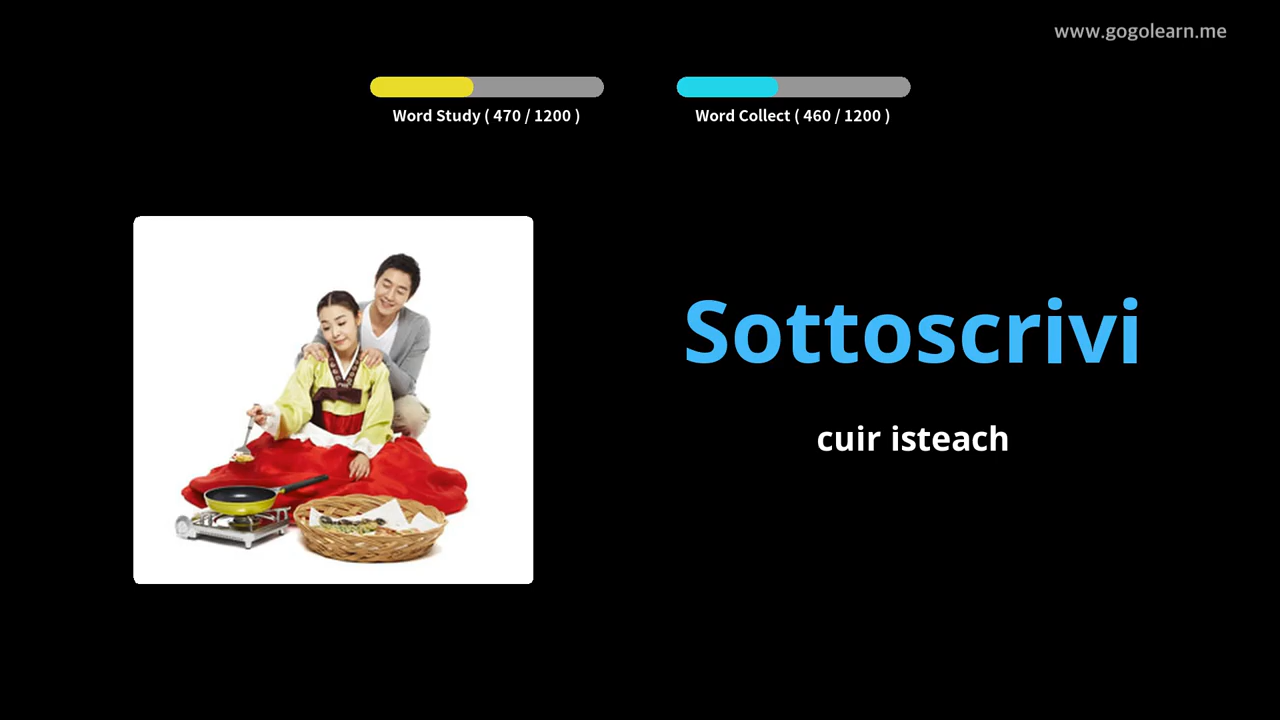 www.gogolearn.me
Word Study ( 470 / 1200 )
Word Collect ( 460 / 1200 )
Sottoscrivi
cuir isteach